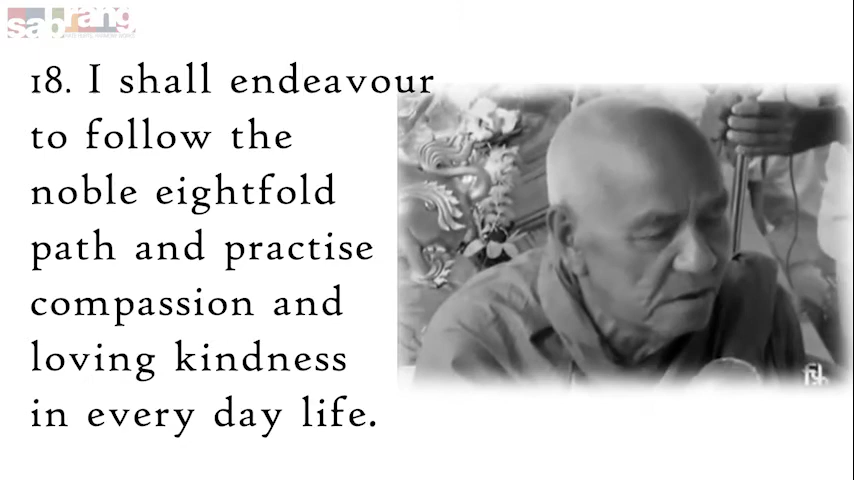 sabrang
18. I shall endeavour
to follow the
noble eightfold
path and practise
compassion and
loving kindness
in every day life.